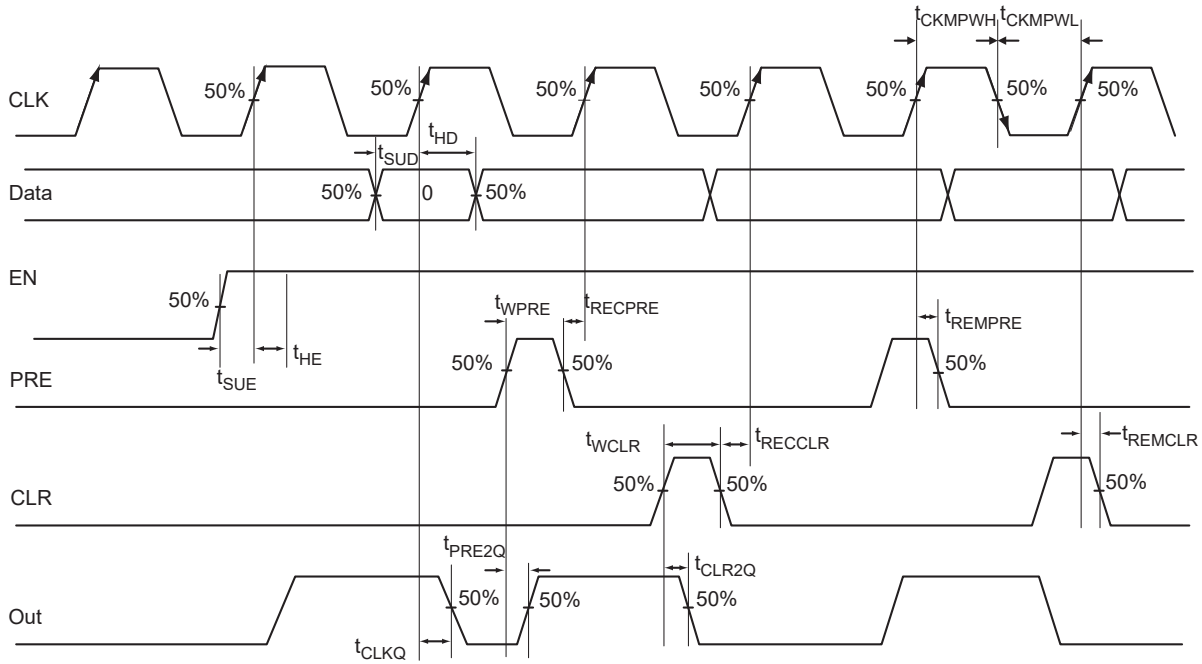 tCKMPWH tCKMPWL
CLK 50% 50% 50% 50% 50% 50% 50%
tSUD tHD
Data 50% 0 50%
EN 50%
tWPRE tRECPRE tREMPRE
tSUE tHE
PRE 50% 50% 50%
tWCLR tRECCLR tREMCLR
CLR 50% 50% 50%
tPRE2Q tCLR2Q
Out 50% 50% 50%
tCLKQ